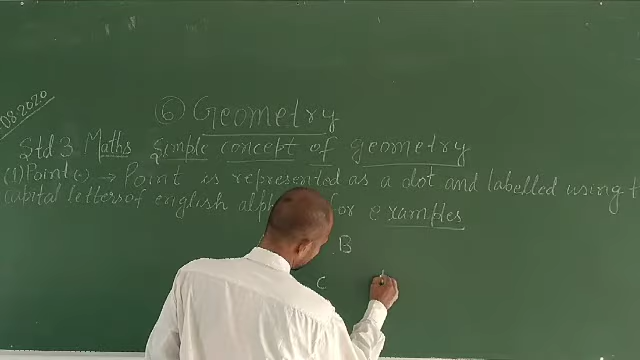 08.2020
⑥ Geometry
Std 3 Maths Simple concept of geometry
(1) Point (.) → Point is represented as a dot and labelled using t
Capital letters of english alp for examples
. B
C